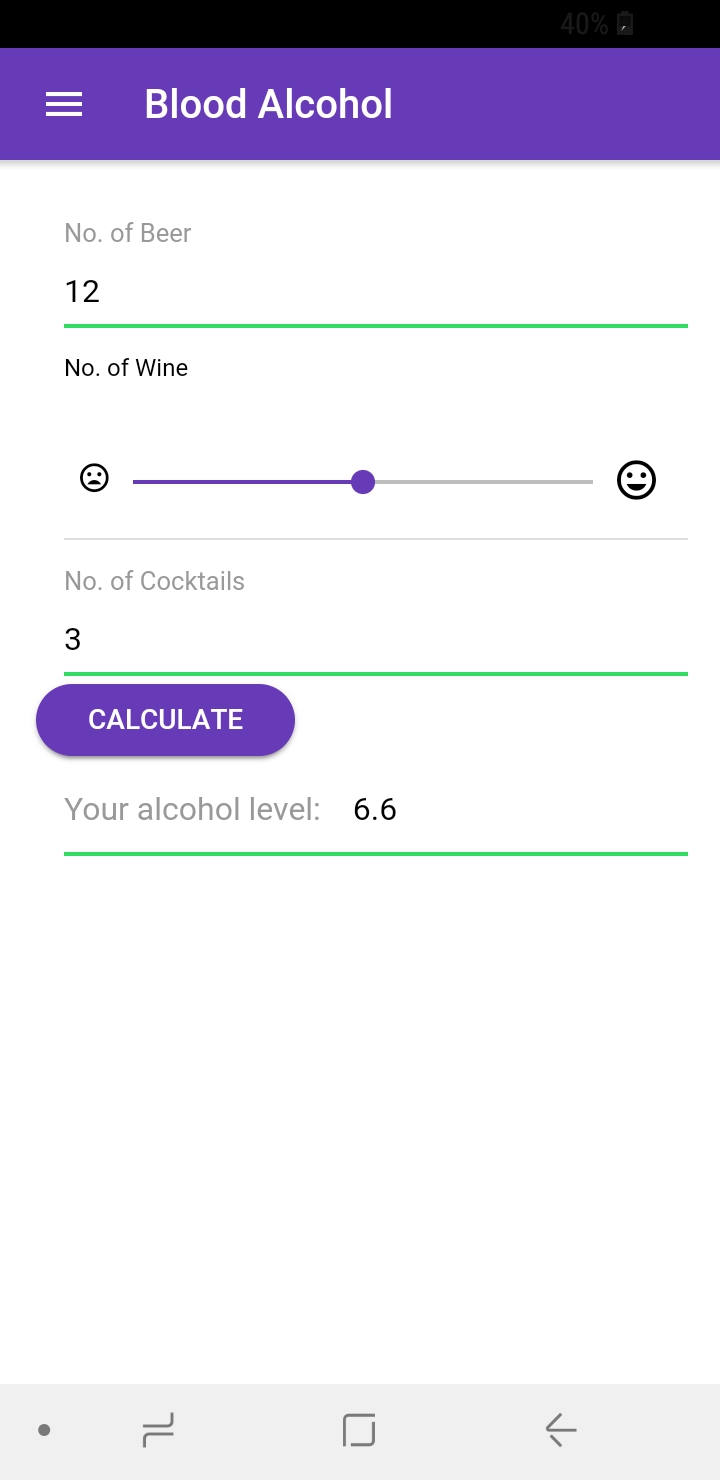 40%
Blood Alcohol
No. of Beer
12
No. of Wine
No. of Cocktails
3
CALCULATE
Your alcohol level: 6.6